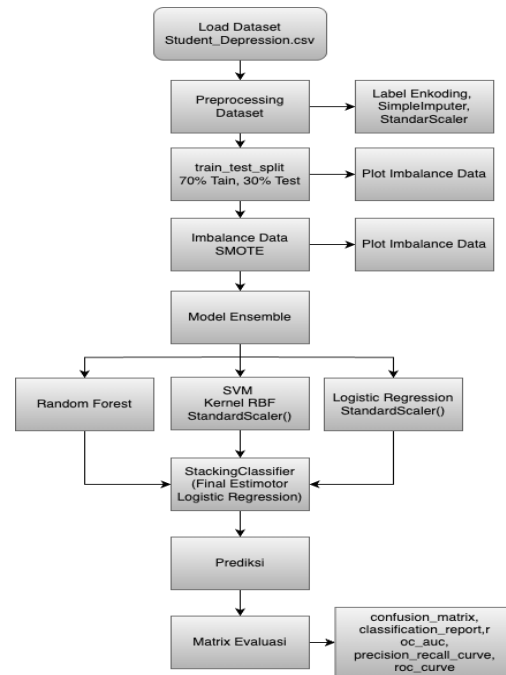 Load Dataset
Student_Depression.csv
Preprocessing
Dataset
Label Enkoding,
SimpleImputer,
StandarScaler
train_test_split
70% Tain, 30% Test
Plot Imbalance Data
Imbalance Data
SMOTE
Plot Imbalance Data
Model Ensemble
Random Forest
SVM
Kernel RBF
StandardScaler()
Logistic Regression
StandardScaler()
StackingClassifier
(Final Estimotor
Logistic Regression)
Prediksi
Matrix Evaluasi
confusion_matrix,
classification_report,r
oc_auc,
precision_recall_curve,
roc_curve